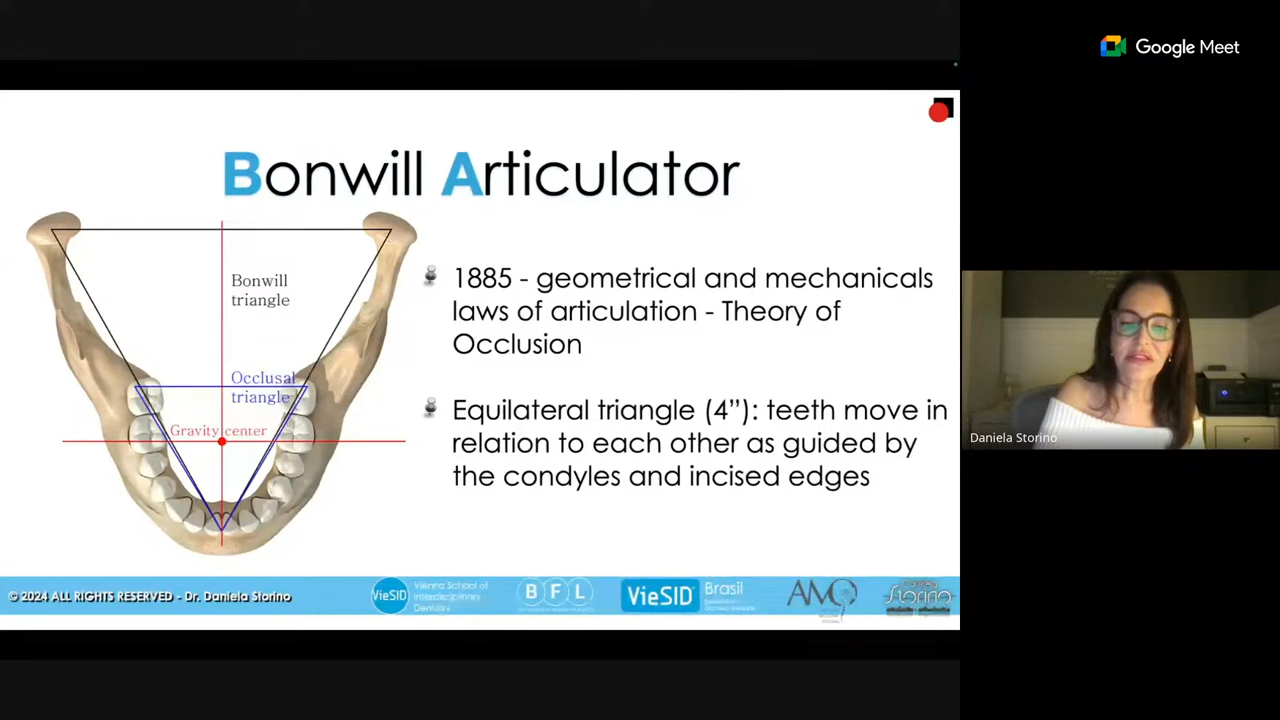 Google Meet
Bonwill Articulator
Bonwill
triangle
Occlusal
triangle
Gravity center
1885 - geometrical and mechanicals
laws of articulation - Theory of
Occlusion
Equilateral triangle (4”): teeth move in
relation to each other as guided by
the condyles and incised edges
Daniela Storino
© 2024 ALL RIGHTS RESERVED - Dr. Daniela Storino
VieSID
Vienna School of
Interdisciplinary
Dentistry
BFL
VieSID
Brasil
AMO
Storino